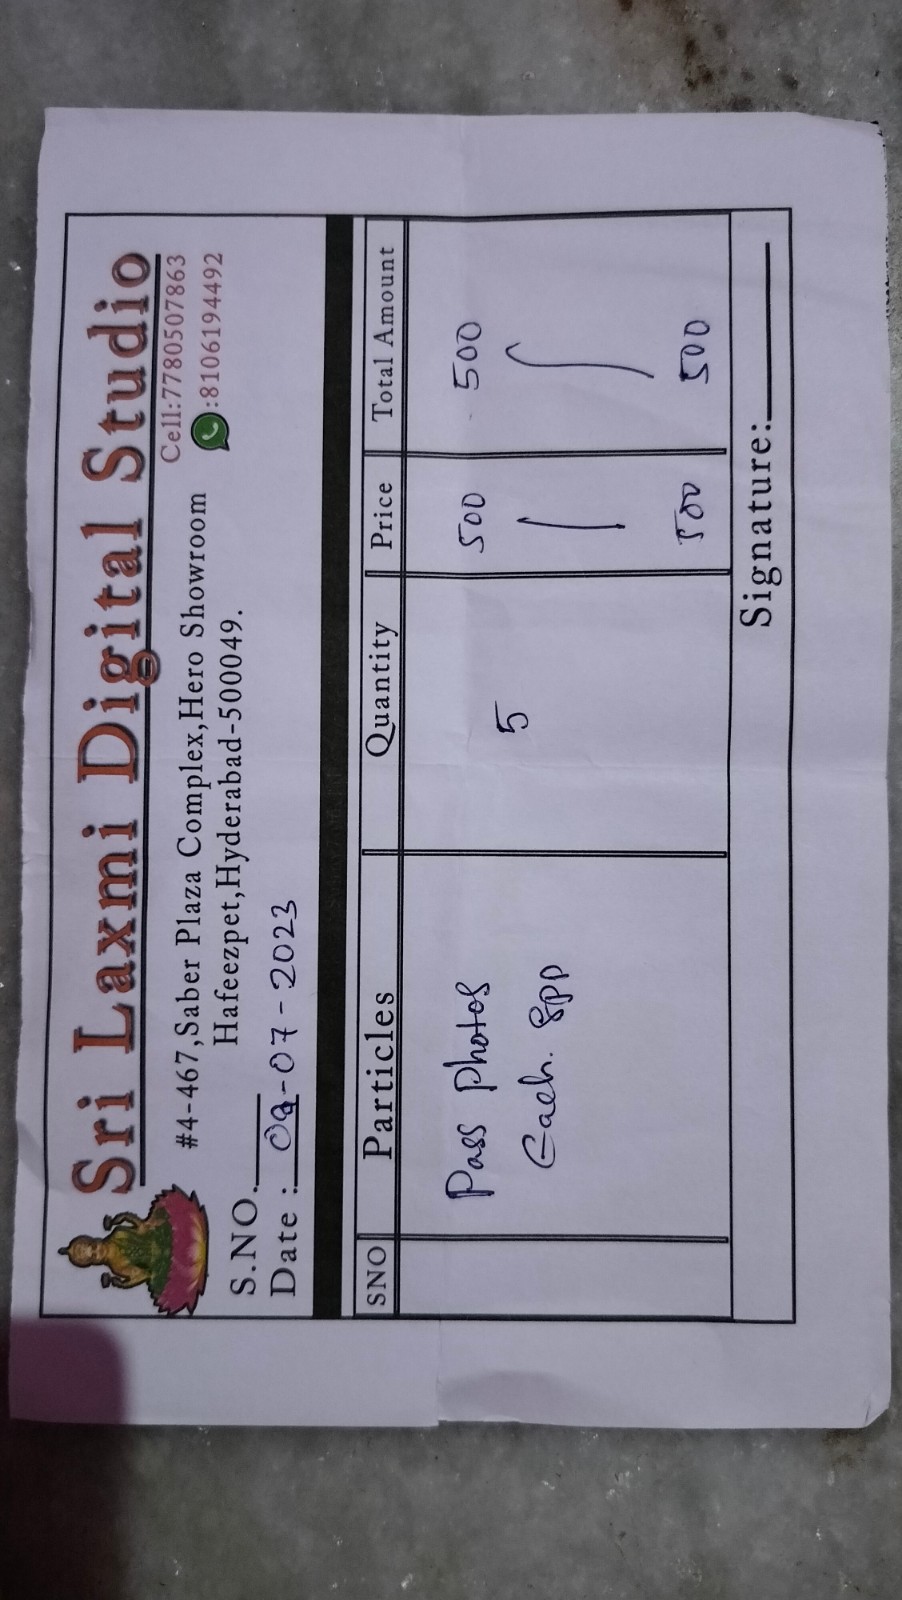 Sri Laxmi Digital Studio
#4-467,Saber Plaza Complex,Hero Showroom
Hafeezpet,Hyderabad-500049.
Cell:7780507863
:8106194492
S.NO.
Date : 09-07-2023
SNO Particles Quantity Price Total Amount
Pass Photos 5 500 500
Each. 8pp
500 500
Signature: